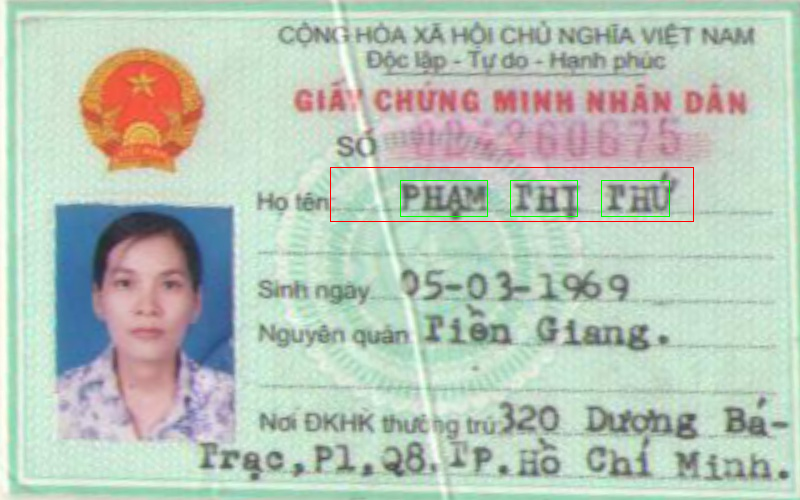 CỘNG HÒA XÃ HỘI CHỦ NGHĨA VIỆT NAM
Độc lập - Tự do - Hạnh phúc
GIẤY CHỨNG MINH NHÂN DÂN
SỐ 260675
Họ tên: PHẠM THỊ THỨ
Sinh ngày 05-03-1969
Nguyên quán Tiền Giang.
Nơi ĐKHK thường trú: 320 Dương Bá-
Trạc, P1, Q8. TP. Hồ Chí Minh.